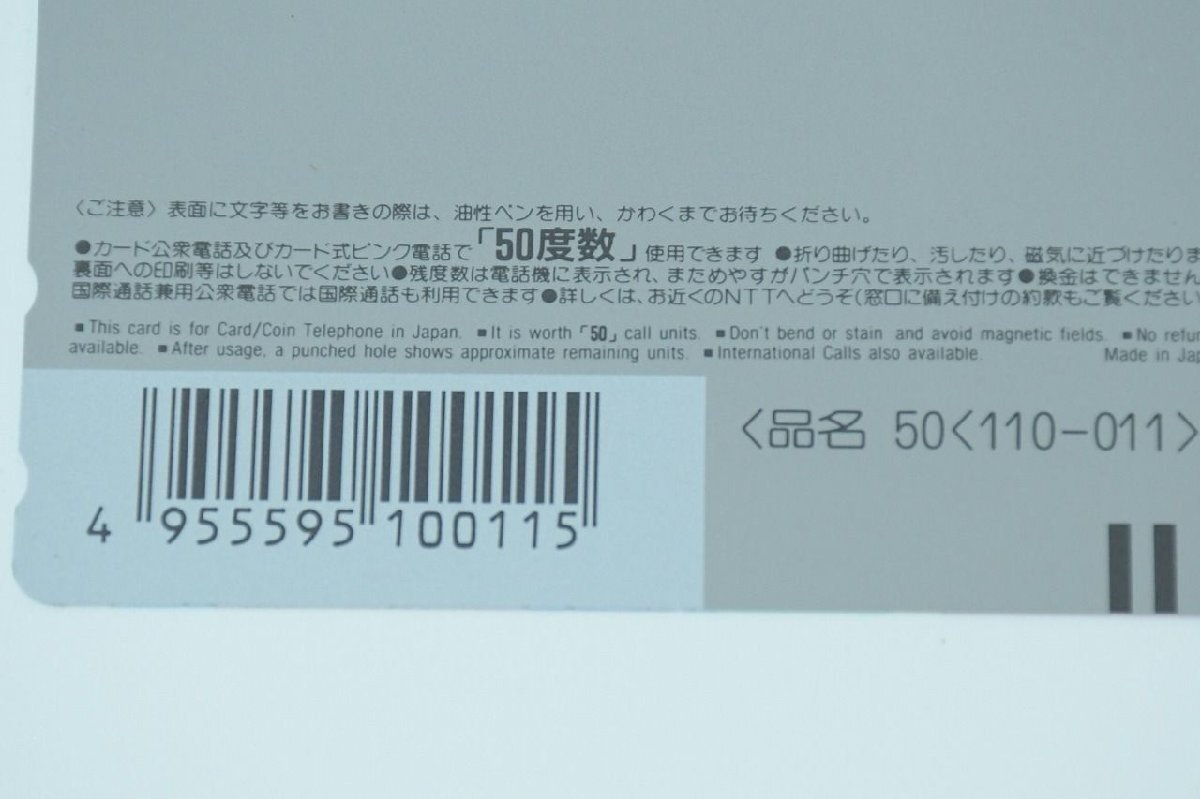 〈ご注意〉表面に文字等をお書きの際は、油性ペンを用い、かわくまでお待ちください。
●カード公衆電話及びカード式ピンク電話で「50度数」使用できます ●折り曲げたり、汚したり、磁気に近づけたりま
裏面への印刷等はしないでください●残度数は電話機に表示され、まためやすがパンチ穴で表示されます●換金はできません
国際通話兼用公衆電話では国際通話も利用できます●詳しくは、お近くのNTTへどうぞ(窓口に備え付けの約款もご覧ください
■This card is for Card/Coin Telephone in Japan. ■It is worth「50」call units. ■Don't bend or stain and avoid magnetic fields. ■No refun
available. ■After usage, a punched hole shows approximate remaining units. ■International Calls also available. Made in Jap
〈品名 50〈110-011〉
4 955595 100115